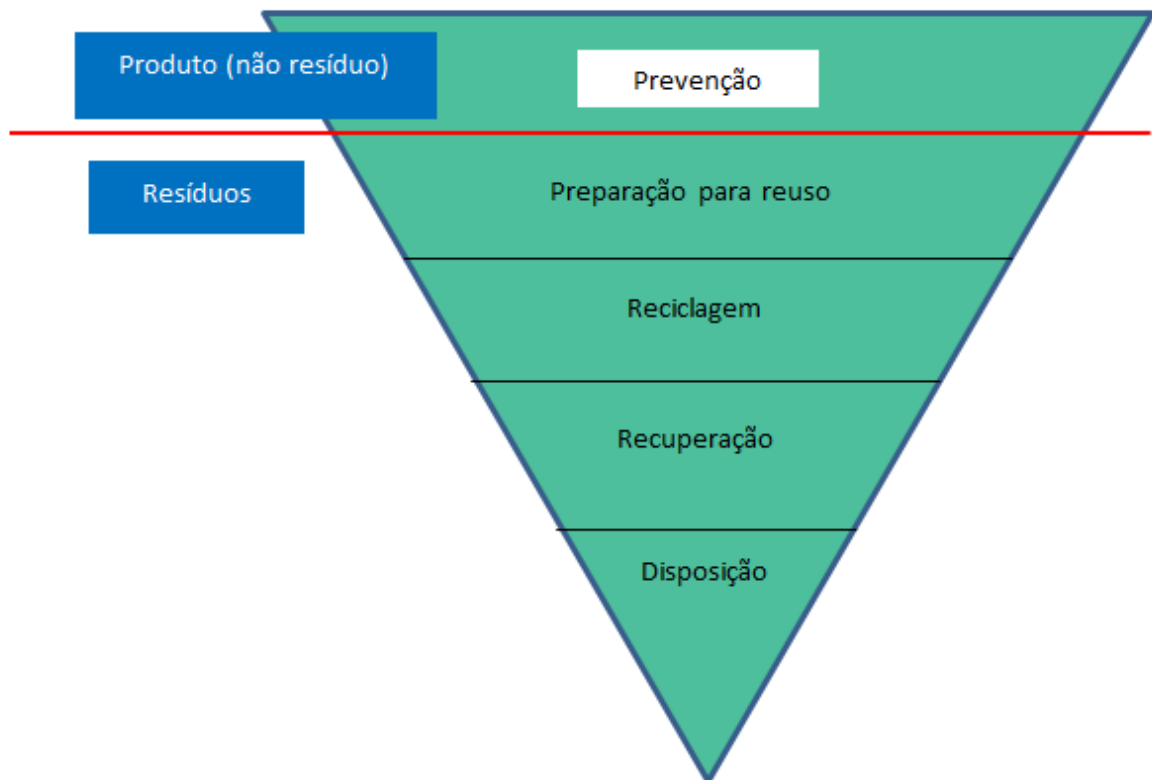 Produto (não resíduo)
Prevenção
Resíduos
Preparação para reuso
Reciclagem
Recuperação
Disposição